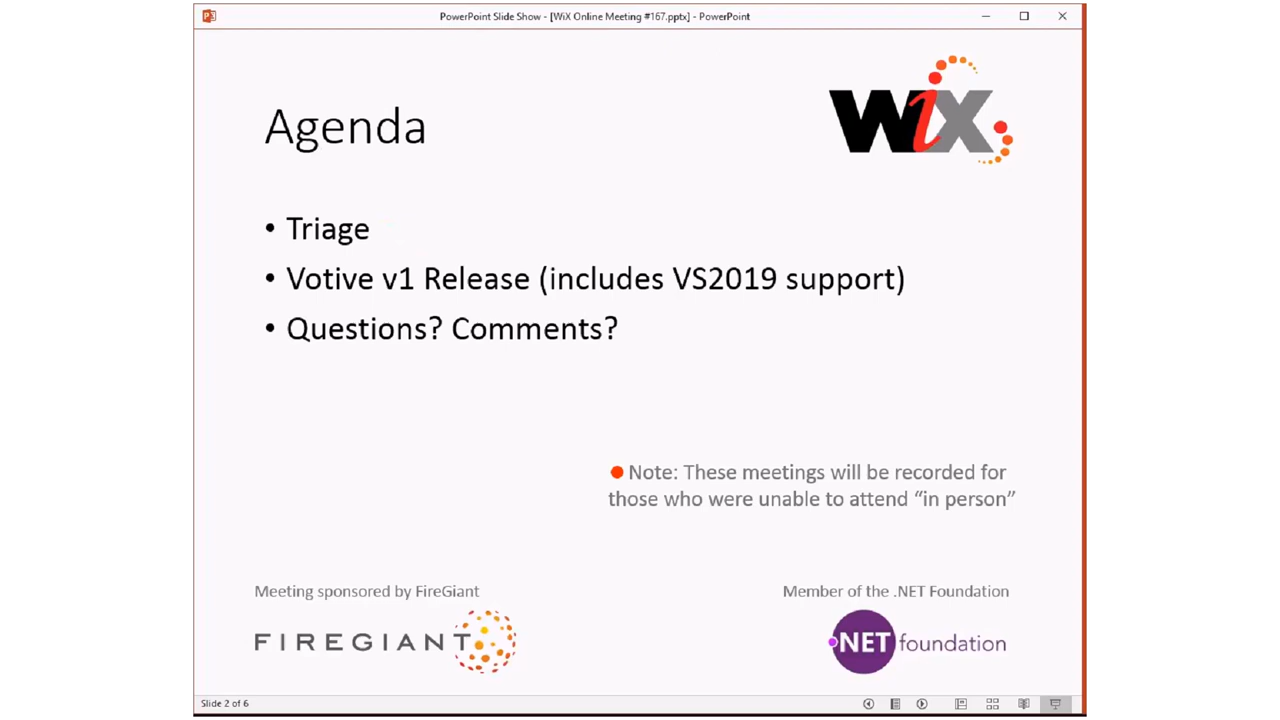 PowerPoint Slide Show - [WiX Online Meeting #167.pptx] - PowerPoint
WiX
Agenda
• Triage
• Votive v1 Release (includes VS2019 support)
• Questions? Comments?
Note: These meetings will be recorded for
those who were unable to attend “in person”
Meeting sponsored by FireGiant
FIREGIANT
Member of the .NET Foundation
.NET foundation
Slide 2 of 6